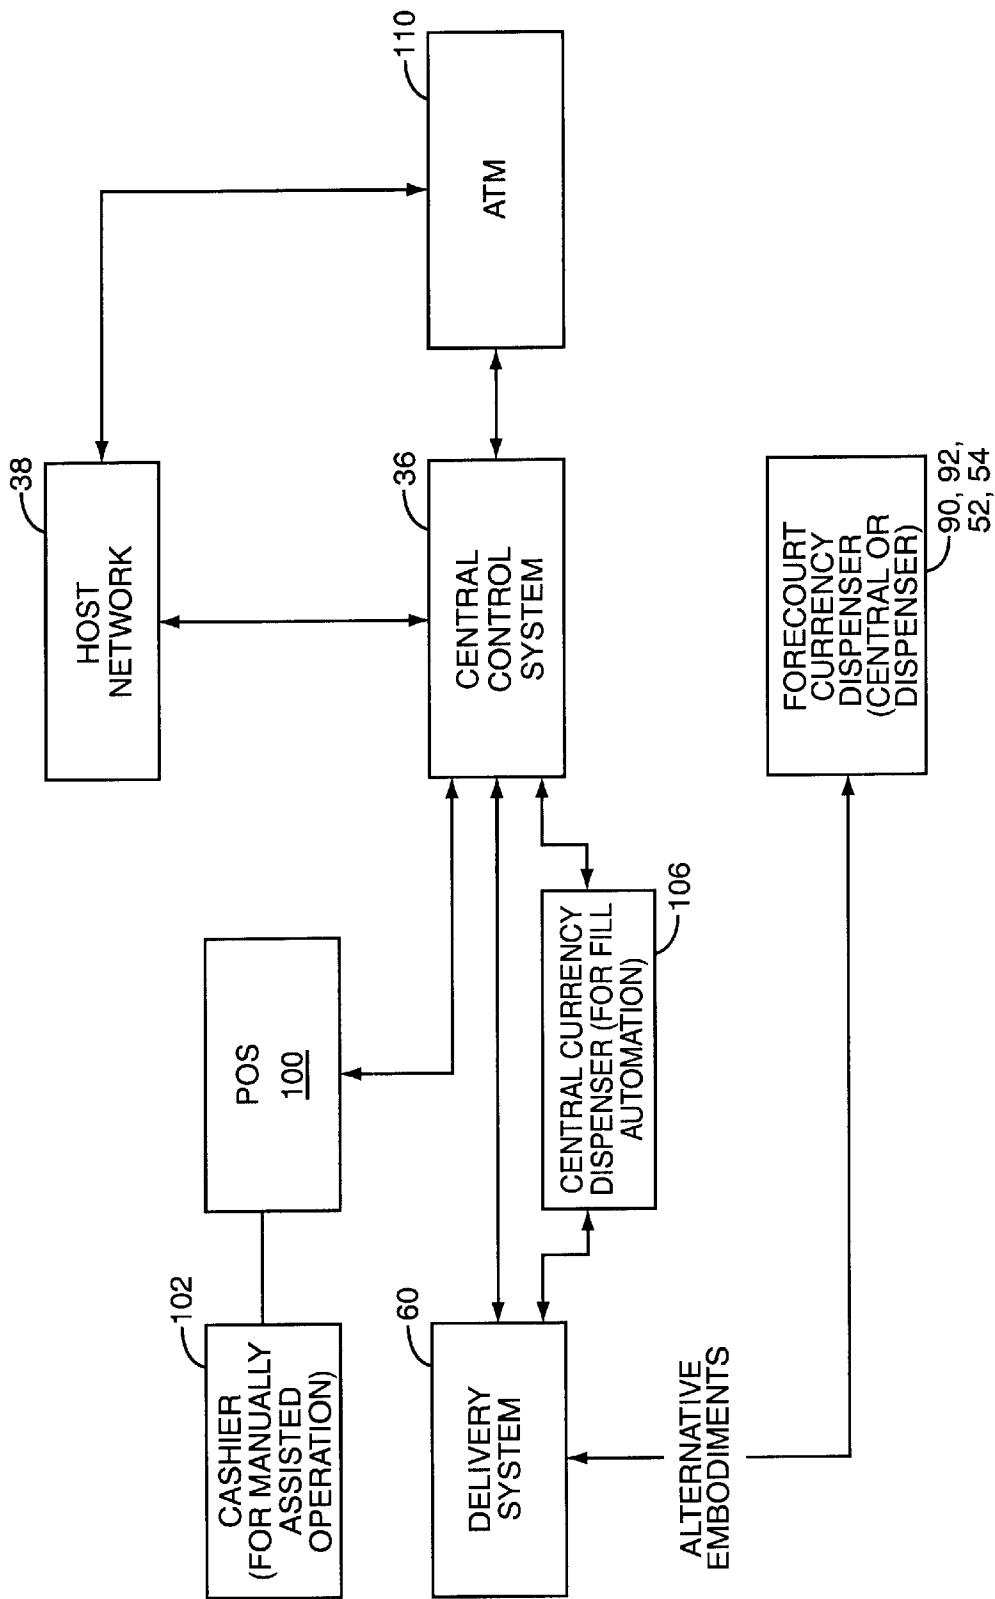 110
ATM
38
HOST
NETWORK
36
CENTRAL
CONTROL
SYSTEM
FORECOURT
CURRENCY
DISPENSER
(CENTRAL OR
DISPENSER)
90, 92,
52, 54
POS
100
106
CENTRAL CURRENCY
DISPENSER (FOR FILL
AUTOMATION)
102
CASHIER
(FOR MANUALLY
ASSISTED
OPERATION)
60
DELIVERY
SYSTEM
ALTERNATIVE
EMBODIMENTS